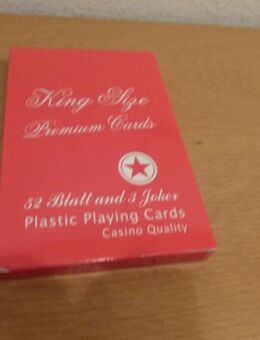 King Size
Premium Cards
52 Blatt and 3 Joker
Plastic Playing Cards
Casino Quality